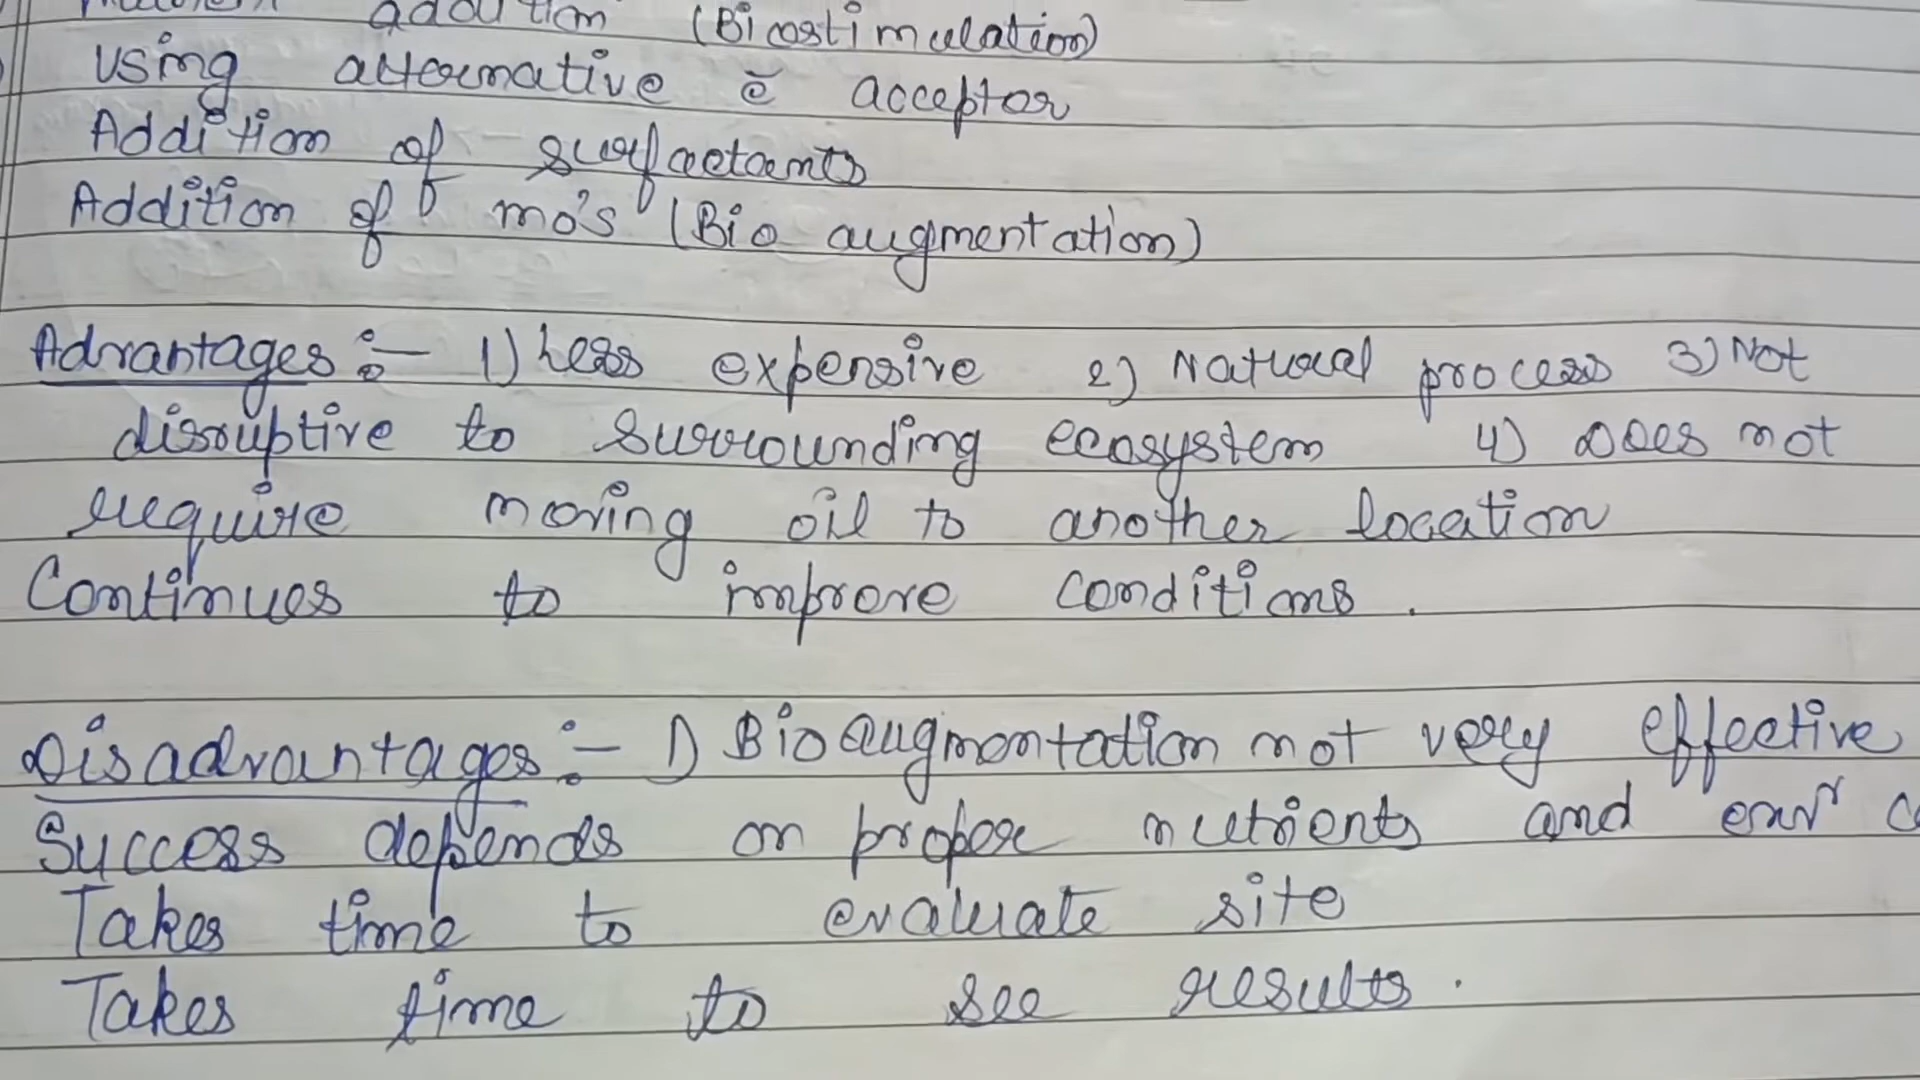 addition (Biostimulation)
Using alternative ē acceptor
Addition of surfactants
Addition of mo's (Bio augmentation)
Advantages :- 1) Less expensive 2) Natural process 3) Not
disruptive to surrounding ecosystem 4) Does not
require moving oil to another location
Continues to improve conditions.
Disadvantages :- 1) Bioaugmentation not very effective
Success depends on proper nutrients and
Takes time to evaluate site
Takes time to see results.